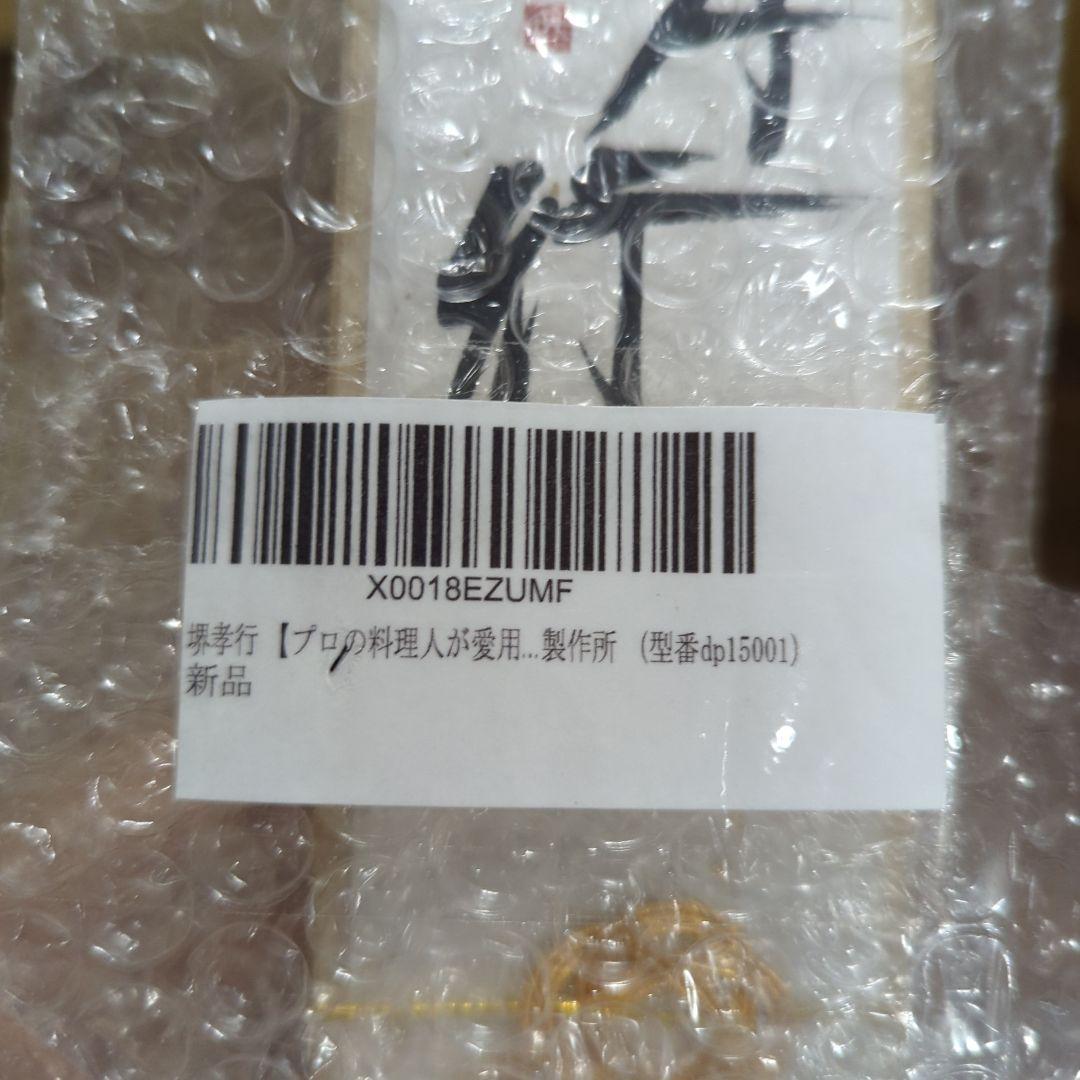 行
X0018EZUMF
堺孝行 【プロの料理人が愛用...製作所 (型番dp15001)
新品